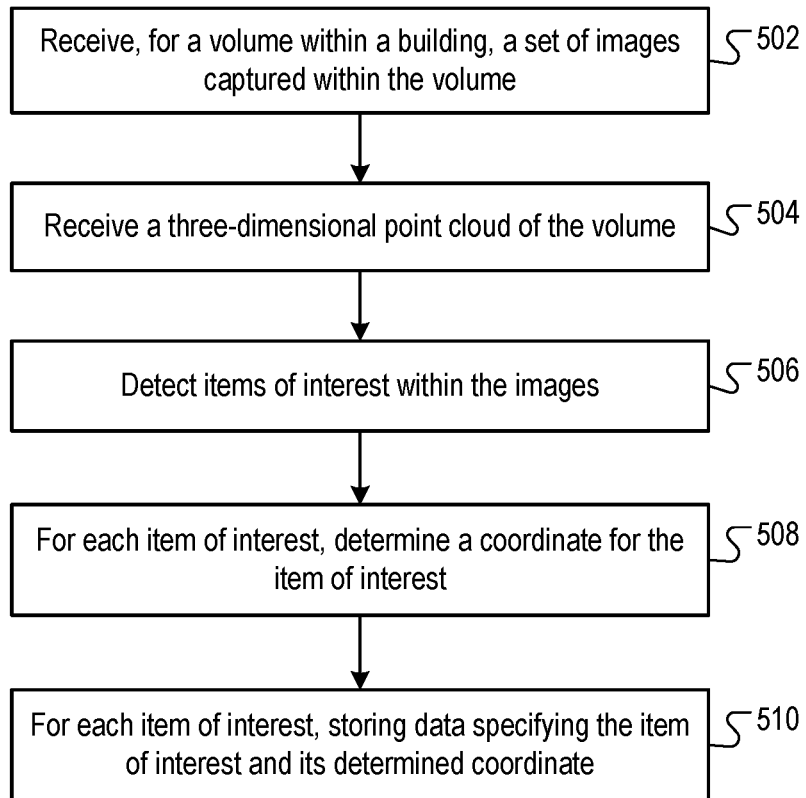 Receive, for a volume within a building, a set of images
captured within the volume
502
Receive a three-dimensional point cloud of the volume
504
Detect items of interest within the images
506
For each item of interest, determine a coordinate for the
item of interest
508
For each item of interest, storing data specifying the item
of interest and its determined coordinate
510